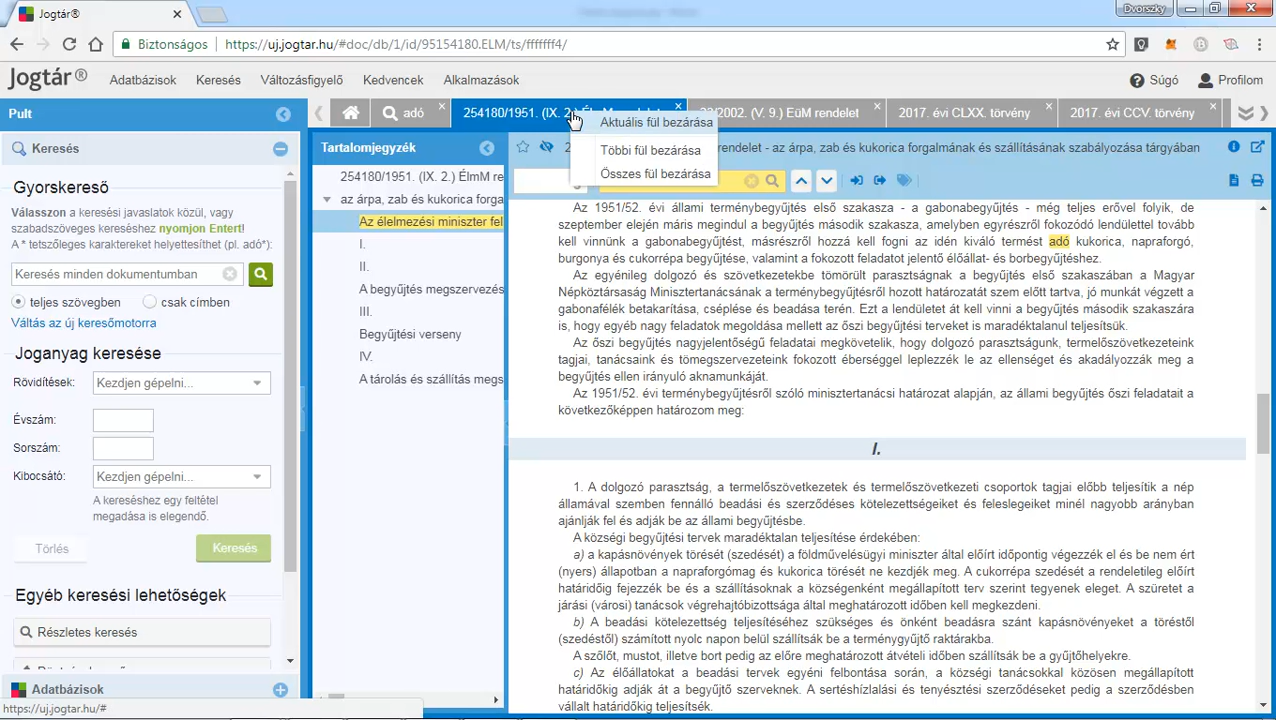 Jogtár®
Dvorszky
Biztonságos
https://uj.jogtar.hu/#doc/db/1/id/95154180.ELM/ts/fffffff4/
Jogtár® Adatbázisok Keresés Változásfigyelő Kedvencek Alkalmazások Súgó Profilom
Pult
adó
254180/1951. (IX. 2.)
/2002. (V. 9.) EüM rendelet
2017. évi CLXX. törvény
2017. évi CCV. törvény
Aktuális fül bezárása
Többi fül bezárása
Összes fül bezárása
Keresés
Gyorskereső
Válasszon a keresési javaslatok közül, vagy
szabadszöveges kereséshez nyomjon Entert!
A * tetszőleges karaktereket helyettesíthet (pl. adó*):
Keresés minden dokumentumban
teljes szövegben csak címben
Váltás az új keresőmotorra
Joganyag keresése
Rövidítések: Kezdjen gépelni...
Évszám:
Sorszám:
Kibocsátó: Kezdjen gépelni...
A kereséshez egy feltétel
megadása is elegendő.
Törlés Keresés
Egyéb keresési lehetőségek
Részletes keresés
Adatbázisok
https://uj.jogtar.hu/#
Tartalomjegyzék
254180/1951. (IX. 2.) ÉlmM rend
az árpa, zab és kukorica forga
Az élelmezési miniszter fel
I.
II.
A begyűjtés megszervezés
III.
Begyűjtési verseny
IV.
A tárolás és szállítás megs
rendelet - az árpa, zab és kukorica forgalmának és szállításának szabályozása tárgyában
Az 1951/52. évi állami terménybegyűjtés első szakasza - a gabonabegyűjtés - még teljes erővel folyik, de
szeptember elején máris megindul a begyűjtés második szakasza, amelyben egyrészről fokozódó lendülettel tovább
kell vinnünk a gabonabegyűjtést, másrészről hozzá kell fogni az idén kiváló termést adó kukorica, napraforgó,
burgonya és cukorrépa begyűjtése, valamint a fokozott feladatot jelentő élőállat- és borbegyűjtéshez.
Az egyénileg dolgozó és szövetkezetekbe tömörült parasztságnak a begyűjtés első szakaszában a Magyar
Népköztársaság Minisztertanácsának a terménybegyűjtésről hozott határozatát szem előtt tartva, jó munkát végzett a
gabonafélék betakarítása, cséplése és beadása terén. Ezt a lendületet át kell vinni a begyűjtés második szakaszára
is, hogy egyéb nagy feladatok megoldása mellett az őszi begyűjtési terveket is maradéktalanul teljesítsük.
Az őszi begyűjtés nagyjelentőségű feladatai megkövetelik, hogy dolgozó parasztságunk, termelőszövetkezeteink
tagjai, tanácsaink és tömegszervezeteink fokozott éberséggel leplezzék le az ellenséget és akadályozzák meg a
begyűjtés ellen irányuló aknamunkáját.
Az 1951/52. évi terménybegyűjtésről szóló minisztertanácsi határozat alapján, az állami begyűjtés őszi feladatait a
következőképpen határozom meg:
I.
1. A dolgozó parasztság, a termelőszövetkezetek és termelőszövetkezeti csoportok tagjai előbb teljesítik a nép
államával szemben fennálló beadási és szerződéses kötelezettségeiket és feleslegeiket minél nagyobb arányban
ajánlják fel és adják be az állami begyűjtésbe.
A községi begyűjtési tervek maradéktalan teljesítése érdekében:
a) a kapásnövények törését (szedését) a földművelésügyi miniszter által előírt időpontig végezzék el és be nem ért
(nyers) állapotban a napraforgómag és kukorica törését ne kezdjék meg. A cukorrépa szedését a rendeletileg előírt
határidőig fejezzék be és a szállításoknak a községenként megállapított terv szerint tegyenek eleget. A szüretet a
járási (városi) tanácsok végrehajtóbizottsága által meghatározott időben kell megkezdeni.
b) A beadási kötelezettség teljesítéséhez szükséges és önként beadásra szánt kapásnövényeket a töréstől
(szedéstől) számított nyolc napon belül szállítsák be a terménygyűjtő raktárakba.
A szőlőt, mustot, illetve bort pedig az előre meghatározott átvételi időben szállítsák be a gyűjtőhelyekre.
c) Az élőállatokat a beadási tervek egyéni felbontása során, a községi tanácsokkal közösen megállapított
határidőkig adják át a begyűjtő szerveknek. A sertéshízlalási és tenyésztési szerződéseket pedig a szerződésben
vállalt határidőkig teljesítsék.